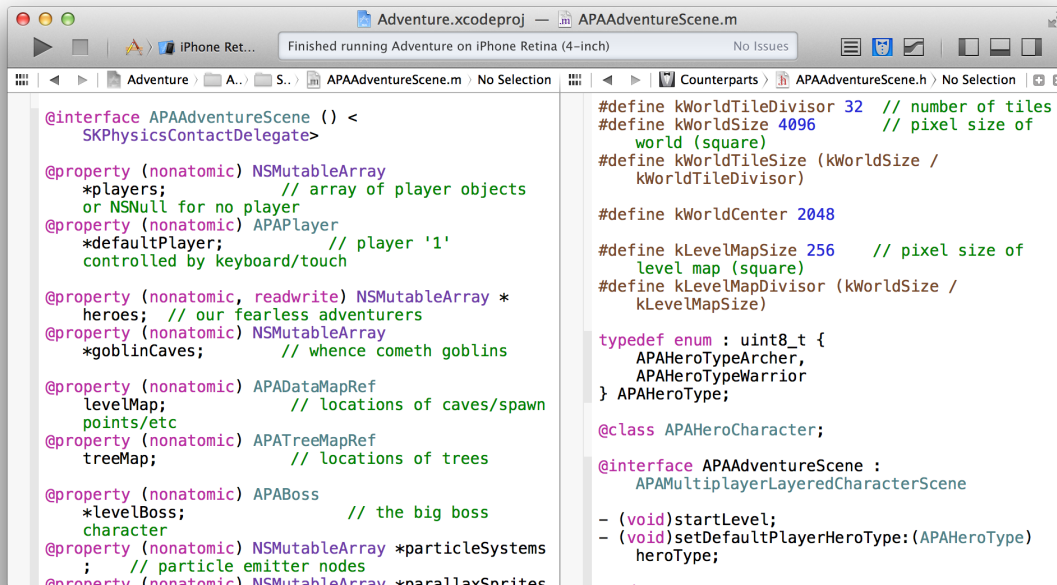 Adventure.xcodeproj — APAAdventureScene.m
iPhone Ret... Finished running Adventure on iPhone Retina (4-inch) No Issues
Adventure A.. S.. APAAdventureScene.m No Selection
@interface APAAdventureScene () <
SKPhysicsContactDelegate>
@property (nonatomic) NSMutableArray
*players; // array of player objects
or NSNull for no player
@property (nonatomic) APAPlayer
*defaultPlayer; // player '1'
controlled by keyboard/touch
@property (nonatomic, readwrite) NSMutableArray *
heroes; // our fearless adventurers
@property (nonatomic) NSMutableArray
*goblinCaves; // whence cometh goblins
@property (nonatomic) APADataMapRef
levelMap; // locations of caves/spawn
points/etc
@property (nonatomic) APATreeMapRef
treeMap; // locations of trees
@property (nonatomic) APABoss
*levelBoss; // the big boss
character
@property (nonatomic) NSMutableArray *particleSystems
; // particle emitter nodes
@property (nonatomic) NSMutableArray *parallaxSprites
Counterparts APAAdventureScene.h No Selection
#define kWorldTileDivisor 32 // number of tiles
#define kWorldSize 4096 // pixel size of
world (square)
#define kWorldTileSize (kWorldSize /
kWorldTileDivisor)
#define kWorldCenter 2048
#define kLevelMapSize 256 // pixel size of
level map (square)
#define kLevelMapDivisor (kWorldSize /
kLevelMapSize)
typedef enum : uint8_t {
APAHeroTypeArcher,
APAHeroTypeWarrior
} APAHeroType;
@class APAHeroCharacter;
@interface APAAdventureScene :
APAMultiplayerLayeredCharacterScene
- (void)startLevel;
- (void)setDefaultPlayerHeroType:(APAHeroType)
heroType;